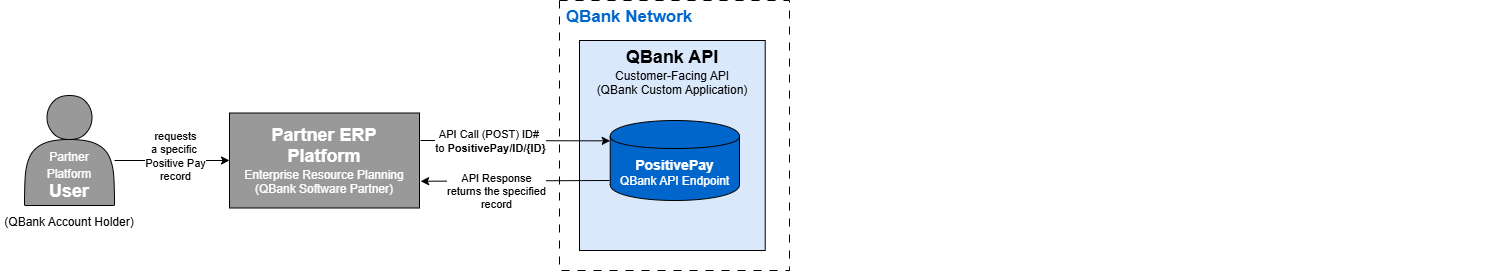 QBank Network
QBank API
Customer-Facing API
(QBank Custom Application)
Partner
Platform
User
(QBank Account Holder)
requests
a specific
Positive Pay
record
Partner ERP
Platform
Enterprise Resource Planning
(QBank Software Partner)
API Call (POST) ID#
to PositivePay/ID/{ID}
API Response
returns the specified
record
PositivePay
QBank API Endpoint